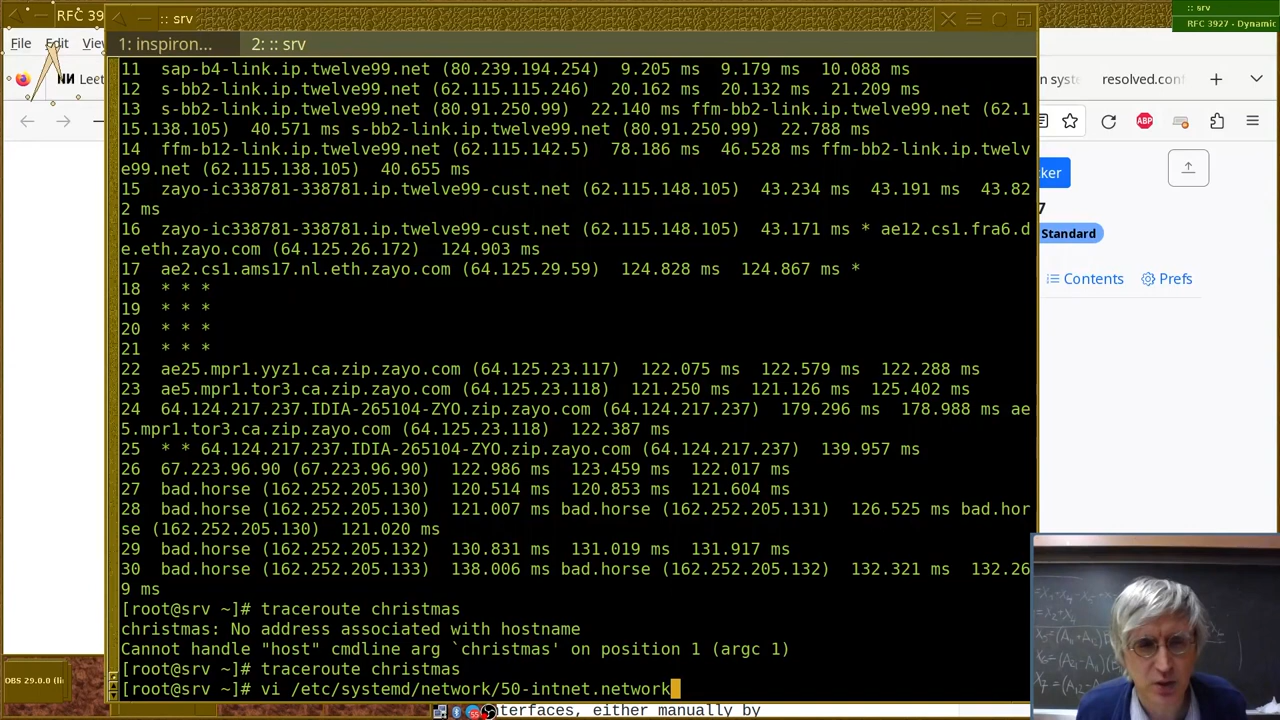 RFC 39
:: srv
:: srv
RFC 3927 - Dynamic
File Edit Vie
1: inspiron... 2: :: srv
Leet
n system
resolved.conf
ABP
11 sap-b4-link.ip.twelve99.net (80.239.194.254) 9.205 ms 9.179 ms 10.088 ms
12 s-bb2-link.ip.twelve99.net (62.115.115.246) 20.162 ms 20.132 ms 21.209 ms
13 s-bb2-link.ip.twelve99.net (80.91.250.99) 22.140 ms ffm-bb2-link.ip.twelve99.net (62.1
15.138.105) 40.571 ms s-bb2-link.ip.twelve99.net (80.91.250.99) 22.788 ms
14 ffm-b12-link.ip.twelve99.net (62.115.142.5) 78.186 ms 46.528 ms ffm-bb2-link.ip.twelv
e99.net (62.115.138.105) 40.655 ms
15 zayo-ic338781-338781.ip.twelve99-cust.net (62.115.148.105) 43.234 ms 43.191 ms 43.82
2 ms
16 zayo-ic338781-338781.ip.twelve99-cust.net (62.115.148.105) 43.171 ms * ae12.cs1.fra6.d
e.eth.zayo.com (64.125.26.172) 124.903 ms
17 ae2.cs1.ams17.nl.eth.zayo.com (64.125.29.59) 124.828 ms 124.867 ms *
18 * * *
19 * * *
20 * * *
21 * * *
22 ae25.mpr1.yyz1.ca.zip.zayo.com (64.125.23.117) 122.075 ms 122.579 ms 122.288 ms
23 ae5.mpr1.tor3.ca.zip.zayo.com (64.125.23.118) 121.250 ms 121.126 ms 125.402 ms
24 64.124.217.237.IDIA-265104-ZYO.zip.zayo.com (64.124.217.237) 179.296 ms 178.988 ms ae
5.mpr1.tor3.ca.zip.zayo.com (64.125.23.118) 122.387 ms
25 * * 64.124.217.237.IDIA-265104-ZYO.zip.zayo.com (64.124.217.237) 139.957 ms
26 67.223.96.90 (67.223.96.90) 122.986 ms 123.459 ms 122.017 ms
27 bad.horse (162.252.205.130) 120.514 ms 120.853 ms 121.604 ms
28 bad.horse (162.252.205.130) 121.007 ms bad.horse (162.252.205.131) 126.525 ms bad.hor
se (162.252.205.130) 121.020 ms
29 bad.horse (162.252.205.132) 130.831 ms 131.019 ms 131.917 ms
30 bad.horse (162.252.205.133) 138.006 ms bad.horse (162.252.205.132) 132.321 ms 132.26
9 ms
[root@srv ~]# traceroute christmas
christmas: No address associated with hostname
Cannot handle "host" cmdline arg `christmas' on position 1 (argc 1)
[root@srv ~]# traceroute christmas
[root@srv ~]# vi /etc/systemd/network/50-intnet.network
cker
7
Standard
Contents Prefs
OBS 29.0.0 (li
55
terfaces, either manually by